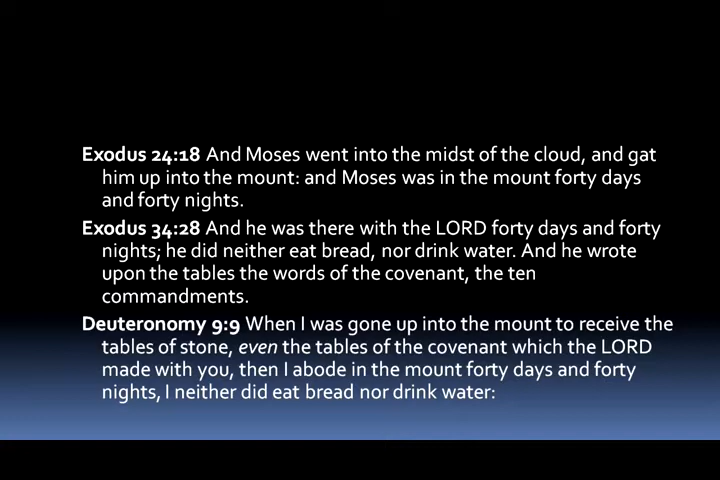 Exodus 24:18 And Moses went into the midst of the cloud, and gat
him up into the mount: and Moses was in the mount forty days
and forty nights.
Exodus 34:28 And he was there with the LORD forty days and forty
nights; he did neither eat bread, nor drink water. And he wrote
upon the tables the words of the covenant, the ten
commandments.
Deuteronomy 9:9 When I was gone up into the mount to receive the
tables of stone, even the tables of the covenant which the LORD
made with you, then I abode in the mount forty days and forty
nights, I neither did eat bread nor drink water: